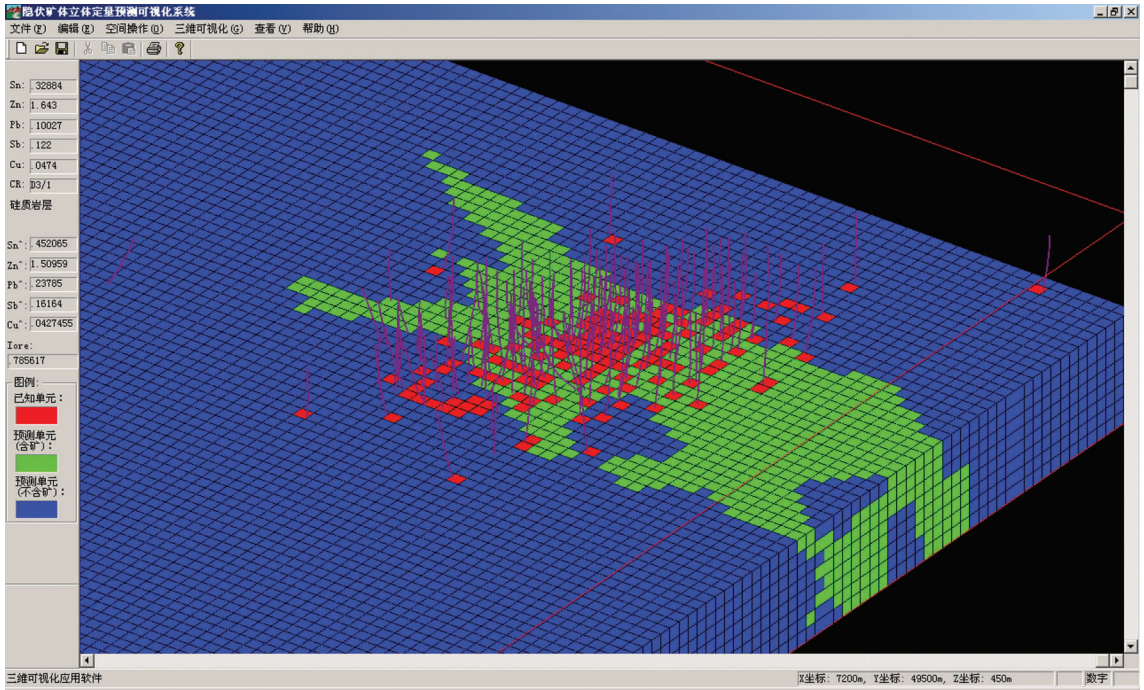 隐伏矿体立体定量预测可视化系统
文件(F) 编辑(E) 空间操作(Q) 三维可视化(G) 查看(V) 帮助(H)
Sn: .32884
Zn: 1.643
Pb: .10027
Sb: .122
Cu: .0474
CR: D3/1
硅质岩层
Sn^: .452065
Zn^: 1.50959
Pb^: .23785
Sb^: .16164
Cu^: .0427455
Iore:
.785617
图例:
已知单元:
预测单元
(含矿):
预测单元
(不含矿):
三维可视化应用软件 X坐标: 7200m, Y坐标: 49500m, Z坐标: 450m 数字